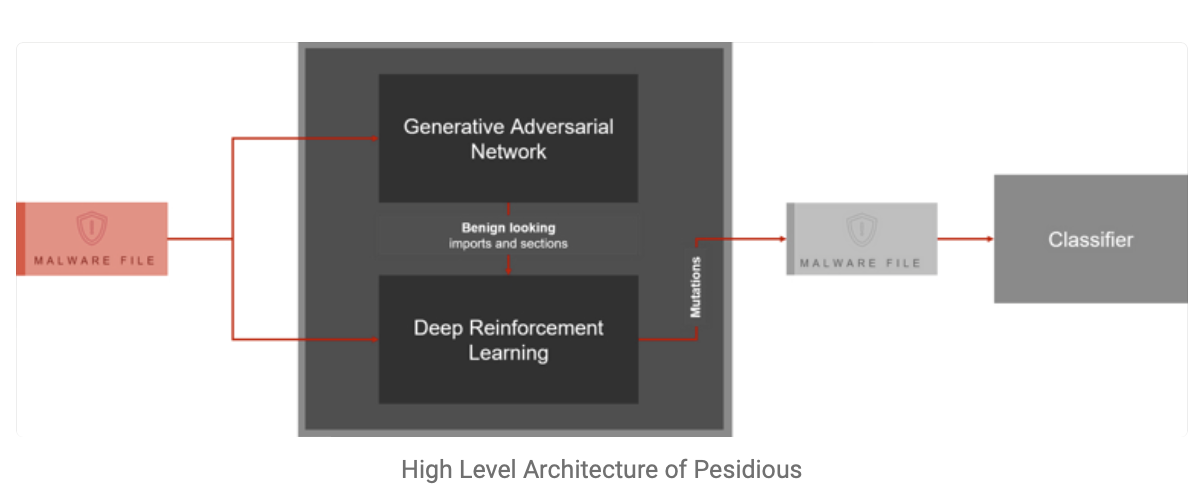 Generative Adversarial
Network
Benign looking
imports and sections
MALWARE FILE
Deep Reinforcement
Learning
Mutations
MALWARE FILE
Classifier
High Level Architecture of Pesidious